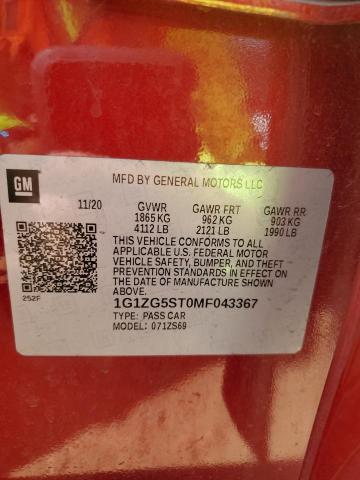 GM
MFD BY GENERAL MOTORS LLC
11/20 GVWR GAWR FRT GAWR RR
1865 KG 962 KG 903 KG
4112 LB 2121 LB 1990 LB
THIS VEHICLE CONFORMS TO ALL
APPLICABLE U.S. FEDERAL MOTOR
VEHICLE SAFETY, BUMPER, AND THEFT
PREVENTION STANDARDS IN EFFECT ON
THE DATE OF MANUFACTURE SHOWN ABOVE.
252F
1G1ZG5ST0MF043367
TYPE: PASS CAR
MODEL: 071ZS69